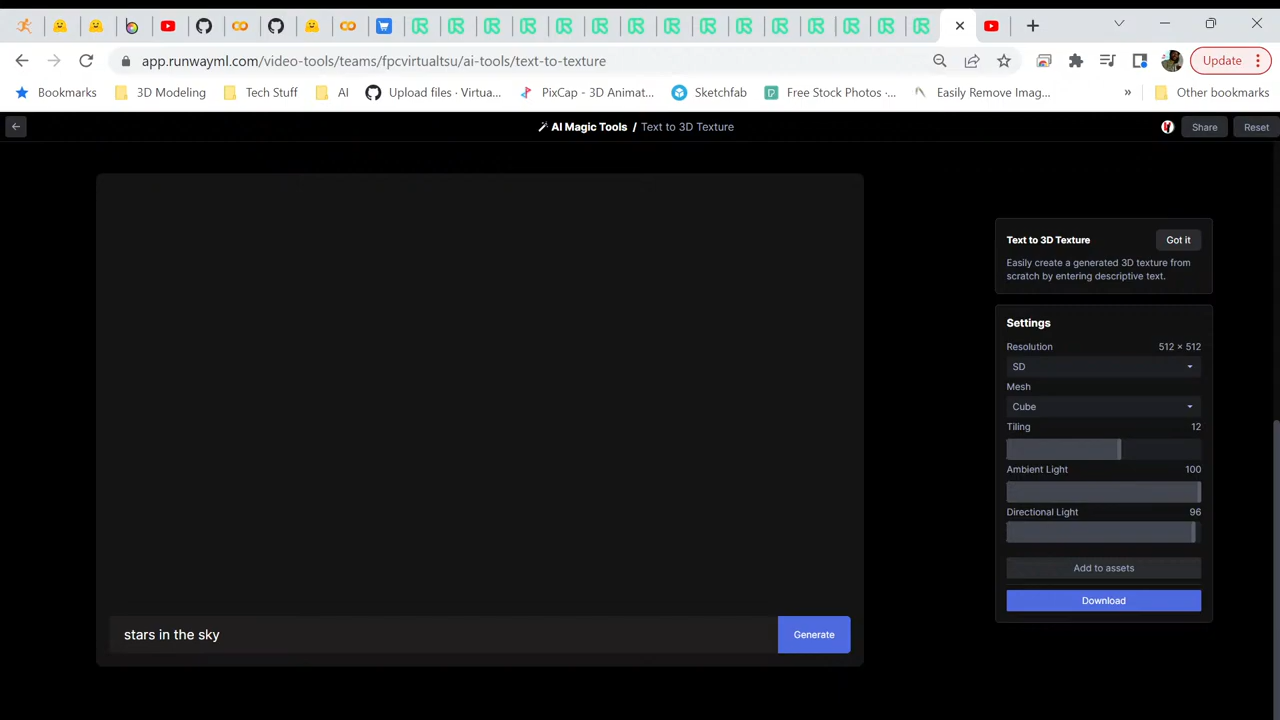 Update
app.runwayml.com/video-tools/teams/fpcvirtualtsu/ai-tools/text-to-texture
Bookmarks
3D Modeling
Tech Stuff
AI
Upload files · Virtua...
PixCap - 3D Animat...
Sketchfab
Free Stock Photos ·...
Easily Remove Imag...
»
Other bookmarks
AI Magic Tools / Text to 3D Texture
Share
Reset
Text to 3D Texture
Got it
Easily create a generated 3D texture from
scratch by entering descriptive text.
Settings
Resolution 512 × 512
SD
Mesh
Cube
Tiling 12
Ambient Light 100
Directional Light 96
Add to assets
Download
stars in the sky
Generate